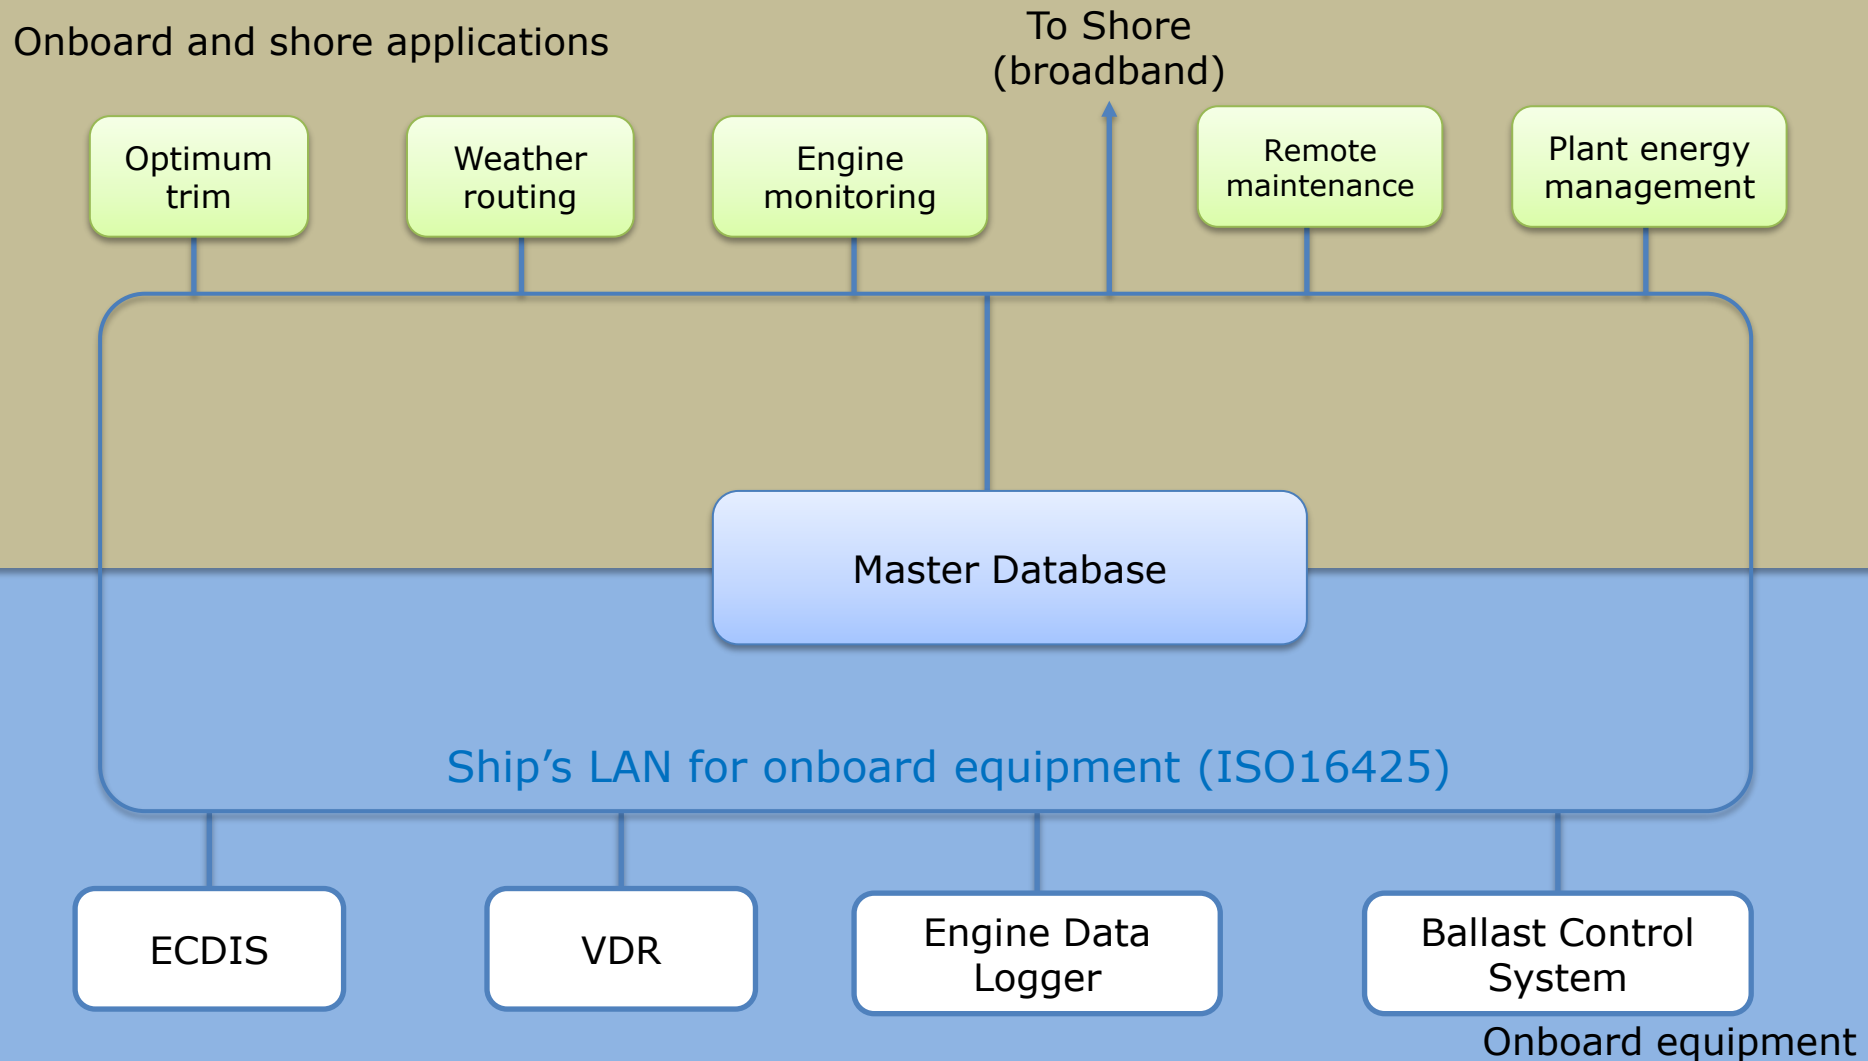 Onboard and shore applications
To Shore
(broadband)
Optimum
trim
Weather
routing
Engine
monitoring
Remote
maintenance
Plant energy
management
Master Database
Ship’s LAN for onboard equipment (ISO16425)
ECDIS
VDR
Engine Data
Logger
Ballast Control
System
Onboard equipment